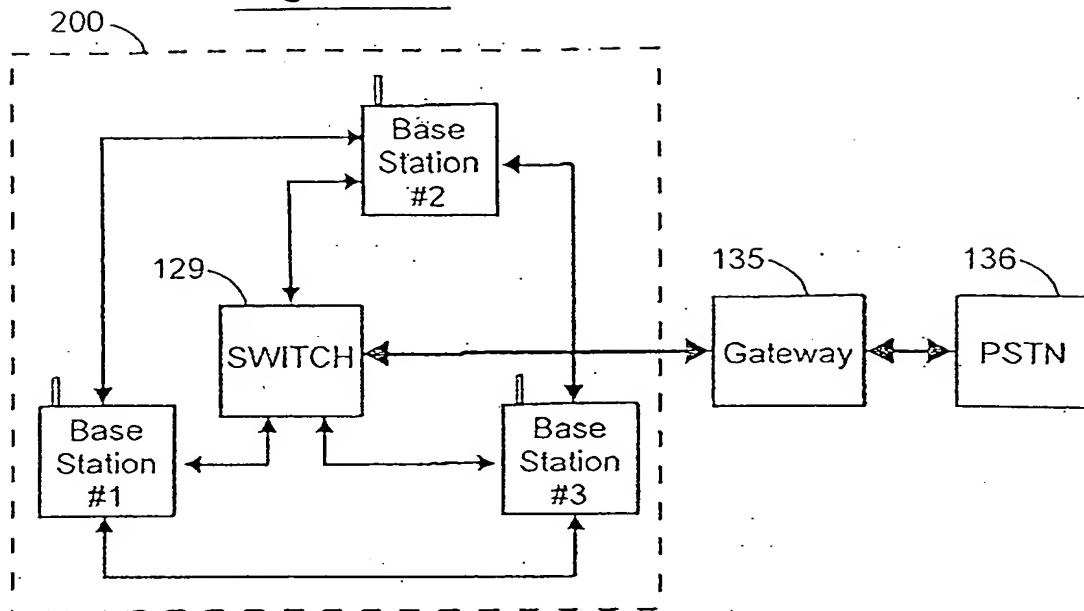 200
Base
Station
#2
129
135
136
SWITCH
Gateway
PSTN
Base
Station
#1
Base
Station
#3